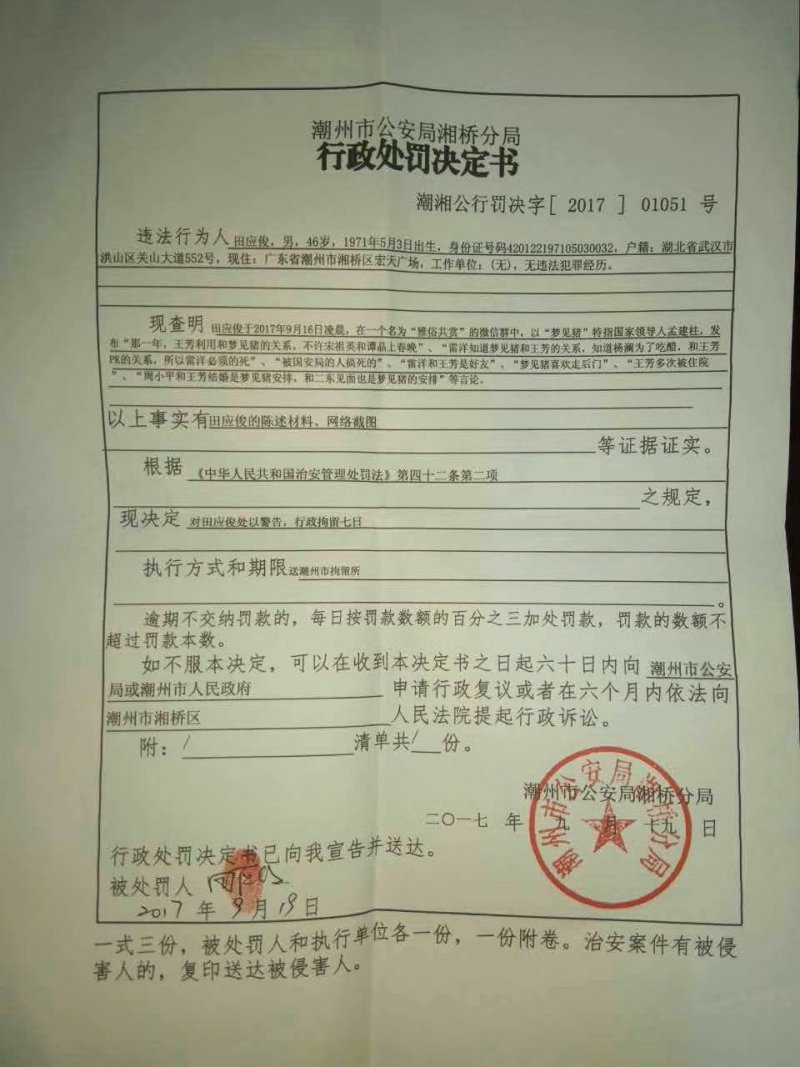 潮州市公安局湘桥分局
行政处罚决定书
潮湘公行罚决字[ 2017 ] 01051 号
违法行为人 田应俊，男，46岁，1971年5月3日出生，身份证号码420122197105030032，户籍：湖北省武汉市
洪山区关山大道552号，现住：广东省潮州市湘桥区宏天广场，工作单位：(无)，无违法犯罪经历。
现查明 田应俊于2017年9月16日凌晨，在一个名为“雅俗共赏”的微信群中，以“梦见猪”特指国家领导人孟建柱，发
布“那一年，王芳利用和梦见猪的关系，不许宋祖英和谭晶上春晚”、“雷洋知道梦见猪和王芳的关系，知道杨澜为了吃醋，和王芳
PK的关系，所以雷洋必须的死”、“被国安局的人搞死的”、“雷洋和王芳是好友”、“梦见猪喜欢走后门”、“王芳多次被住院
”、“周小平和王芳结婚是梦见猪安排，和二东见面也是梦见猪的安排”等言论。
以上事实有田应俊的陈述材料、网络截图
等证据证实。
根据 《中华人民共和国治安管理处罚法》第四十二条第二项
之规定，
现决定 对田应俊处以警告，行政拘留七日
执行方式和期限送潮州市拘留所
。
逾期不交纳罚款的，每日按罚款数额的百分之三加处罚款，罚款的数额不
超过罚款本数。
如不服本决定，可以在收到本决定书之日起六十日内向 潮州市公安
局或潮州市人民政府 申请行政复议或者在六个月内依法向
潮州市湘桥区 人民法院提起行政诉讼。
附：/ 清单共/份。
潮州市公安局湘桥分局
二〇一七 年 九 月 十九 日
潮州市公安局湘桥分局
行政处罚决定书已向我宣告并送达。
被处罚人 田应俊
2017 年 9 月 19 日
一式三份，被处罚人和执行单位各一份，一份附卷。治安案件有被侵
害人的，复印送达被侵害人。